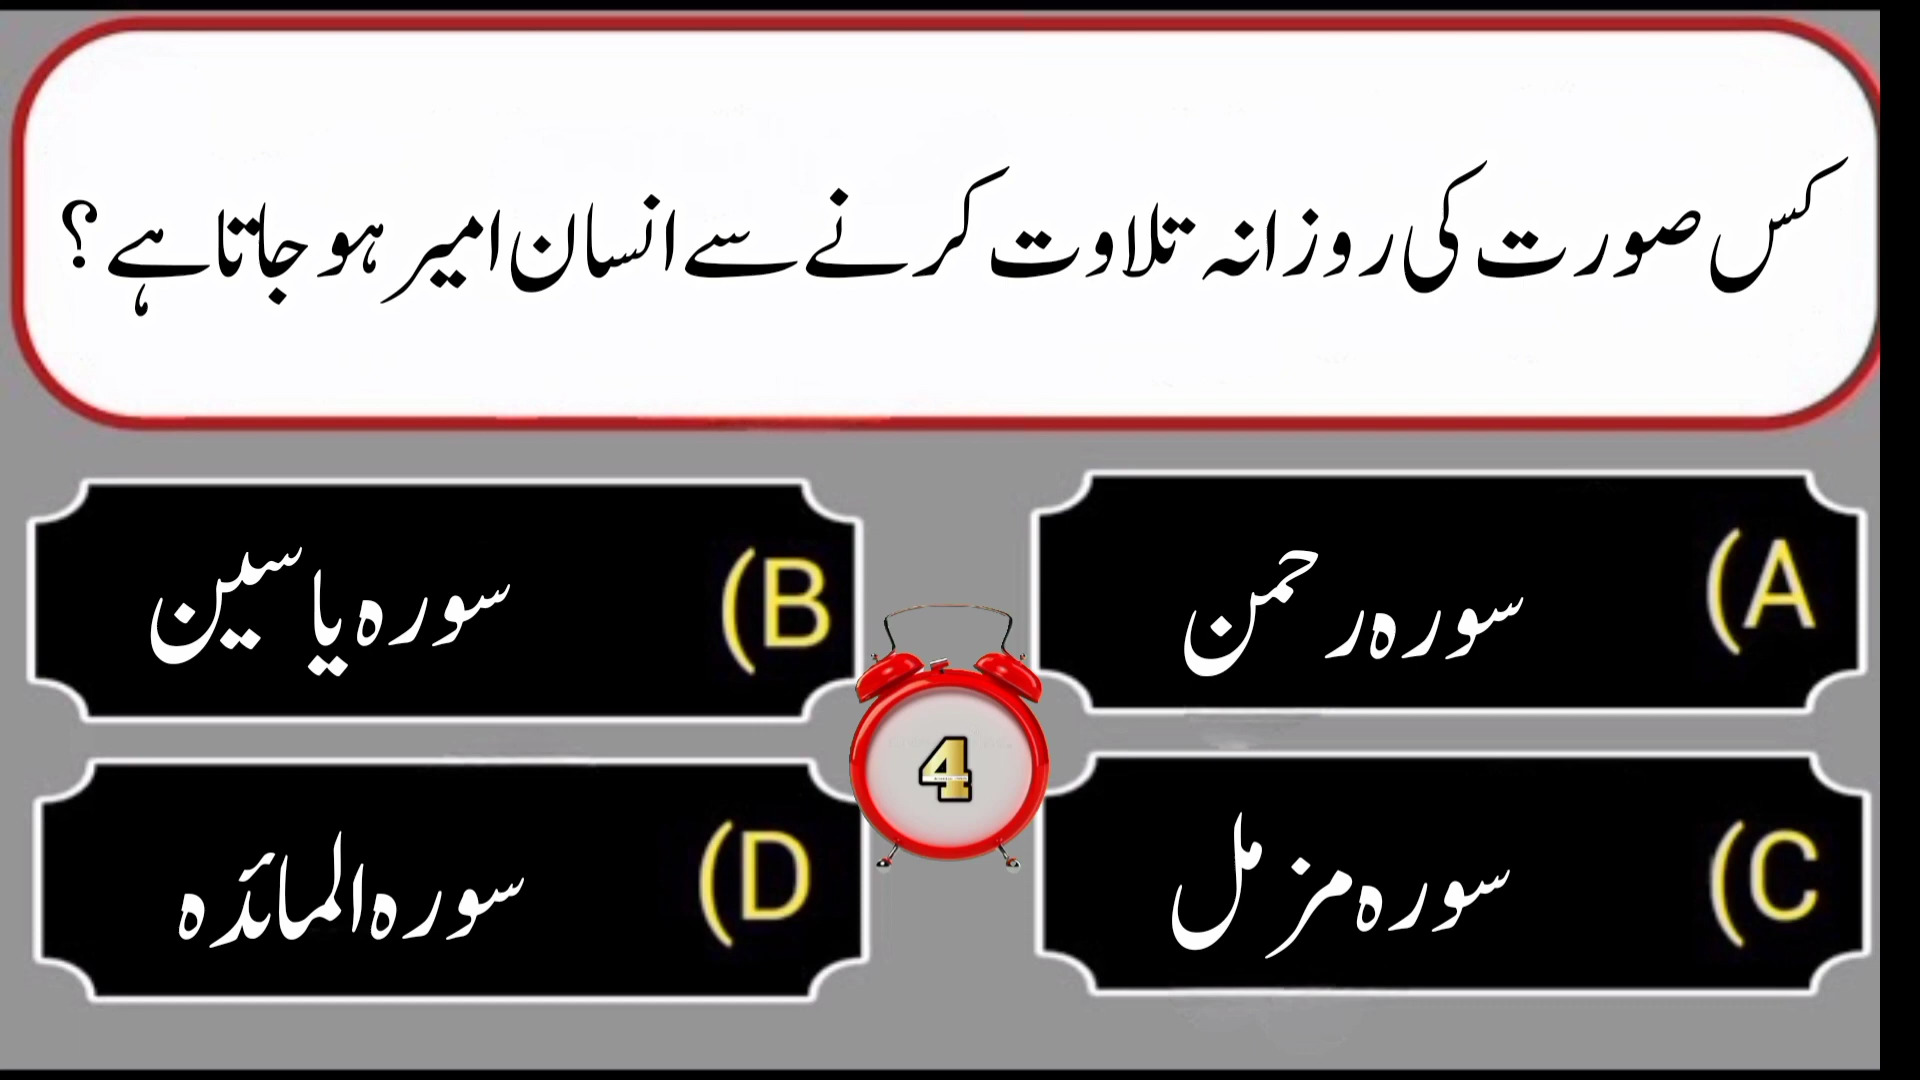 کس صورت کی روزانہ تلاوت کرنے سے انسان امیر ہو جاتا ہے ؟
(A سورہ رحمن
(B سورہ یاسین
4
(C سورہ مزمل
(D سورہ المائدہ